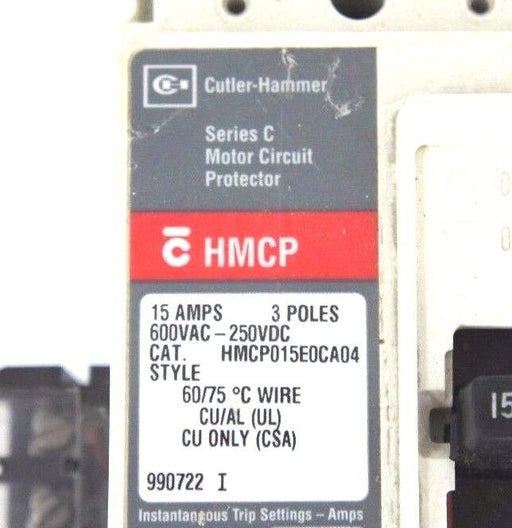 Cutler-Hammer
Series C
Motor Circuit
Protector
HMCP
15 AMPS 3 POLES
600VAC-250VDC
CAT. HMCP015E0CA04
STYLE
60/75 °C WIRE
CU/AL (UL)
CU ONLY (CSA)
990722 I
Instantaneous Trip Settings - Amps
15